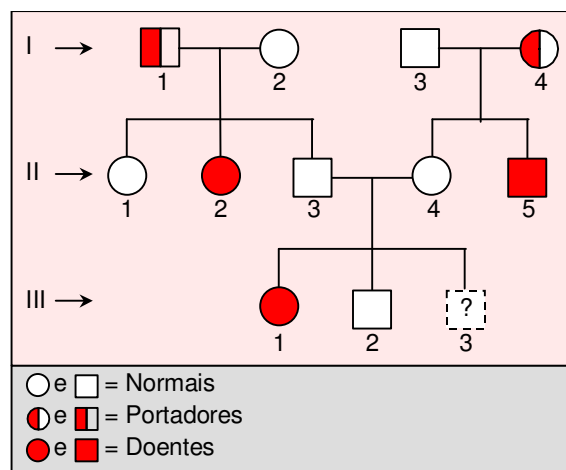 I →
1 2 3 4
II →
1 2 3 4 5
III →
?
1 2 3
e = Normais
e = Portadores
e = Doentes